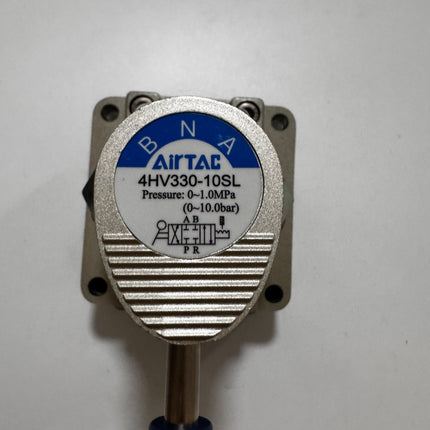 B N A
AirTAC
4HV330-10SL
Pressure: 0~1.0MPa
(0~10.0bar)
A B
P R